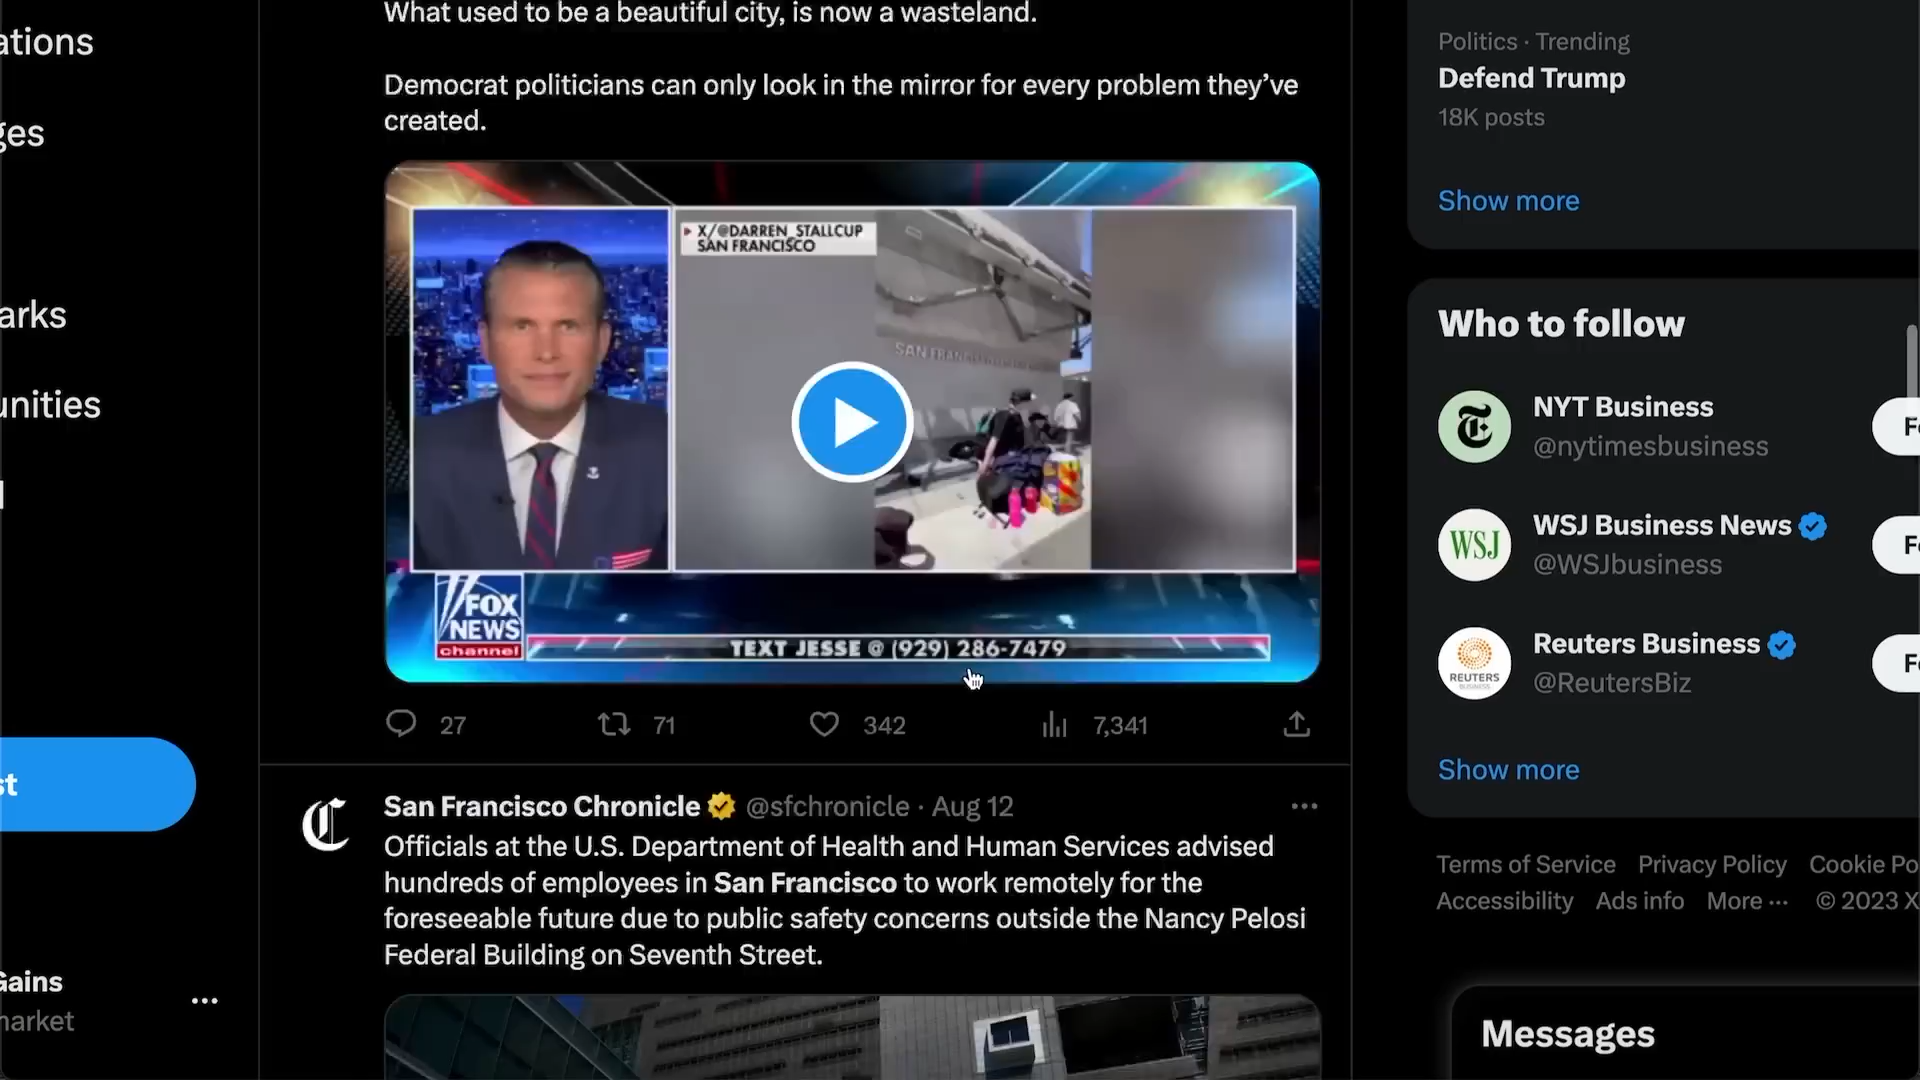 What used to be a beautiful city, is now a wasteland.
Democrat politicians can only look in the mirror for every problem they've
created.
X/@DARREN_STALLCUP
SAN FRANCISCO
FOX
NEWS
channel
TEXT JESSE @ (929) 286-7479
27
71
342
7,341
San Francisco Chronicle @sfchronicle · Aug 12
Officials at the U.S. Department of Health and Human Services advised
hundreds of employees in San Francisco to work remotely for the
foreseeable future due to public safety concerns outside the Nancy Pelosi
Federal Building on Seventh Street.
ations
ges
arks
unities
st
Gains
market
Politics · Trending
Defend Trump
18K posts
Show more
Who to follow
NYT Business
@nytimesbusiness
WSJ
WSJ Business News
@WSJbusiness
REUTERS
Reuters Business
@ReutersBiz
Show more
Terms of Service Privacy Policy Cookie Po
Accessibility Ads info More ··· © 2023 X
Messages